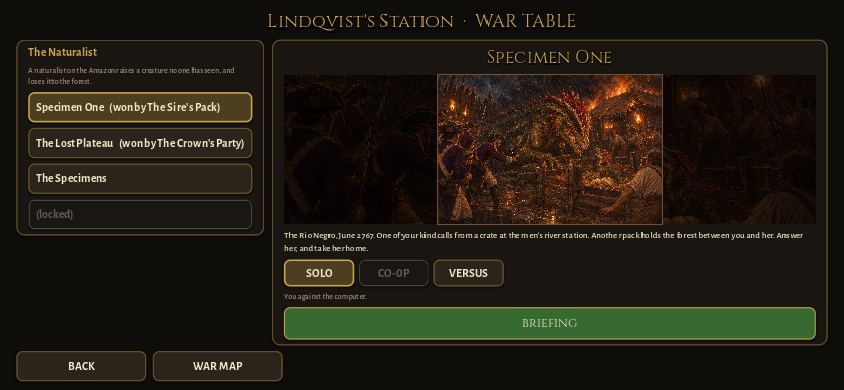 Lindqvist's Station · WAR TABLE
The Naturalist
A naturalist on the Amazon raises a creature no one has seen, and
loses it to the forest.
Specimen One (won by The Sire's Pack)
The Lost Plateau (won by The Crown's Party)
The Specimens
(locked)
Specimen One
The Rio Negro, June 2767. One of your kind calls from a crate at the men's river station. Another pack holds the forest between you and her. Answer
her, and take her home.
SOLO
CO-OP
VERSUS
You against the computer.
BRIEFING
BACK
WAR MAP